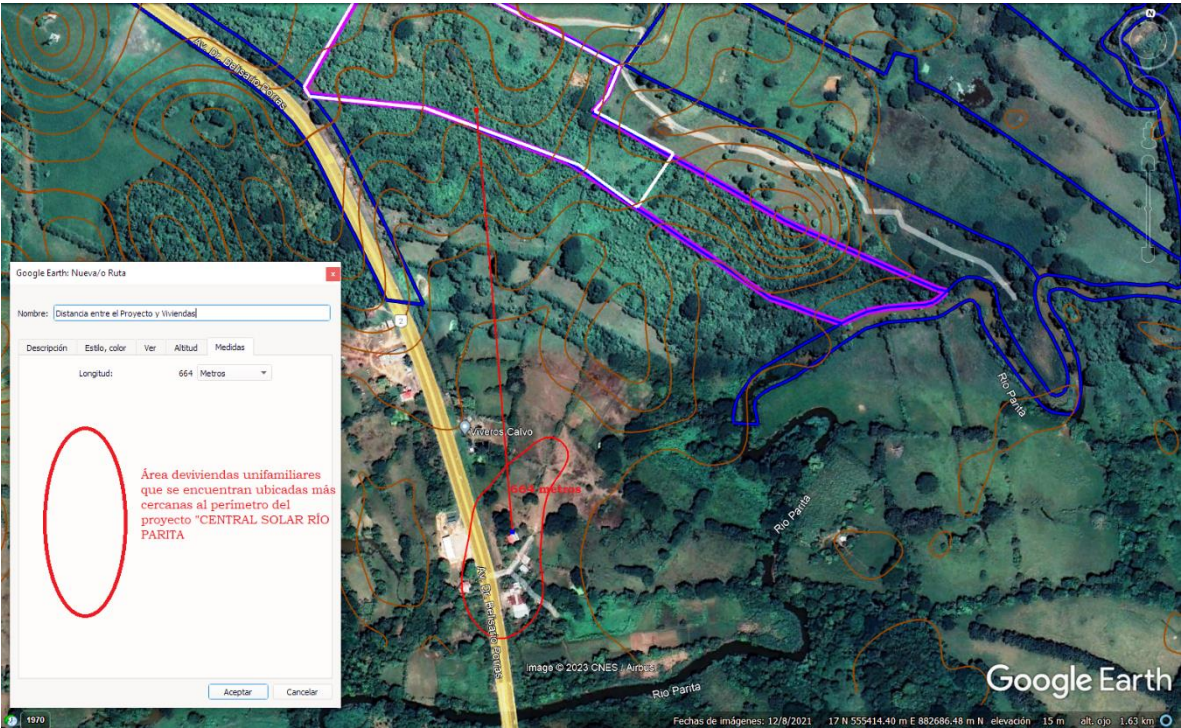 N
Av. Dr. Belisario Porras
Google Earth: Nueva/o Ruta
x
Nombre: Distancia entre el Proyecto y Viviendas
Descripción Estilo, color Ver Altitud Medidas
Longitud: 664 Metros
Área deviviendas unifamiliares
que se encuentran ubicadas más
cercanas al perímetro del
proyecto "CENTRAL SOLAR RÍO
PARITA
Aceptar Cancelar
2
Viveros Calvo
664 metros
Av. Dr. Belisario Porras
Río Parita
Río Parita
Río Parita
Image © 2023 CNES / Airbus
Google Earth
1970
Fechas de imágenes: 12/8/2021 17 N 555414.40 m E 882686.48 m N elevación 15 m alt. ojo 1.63 km